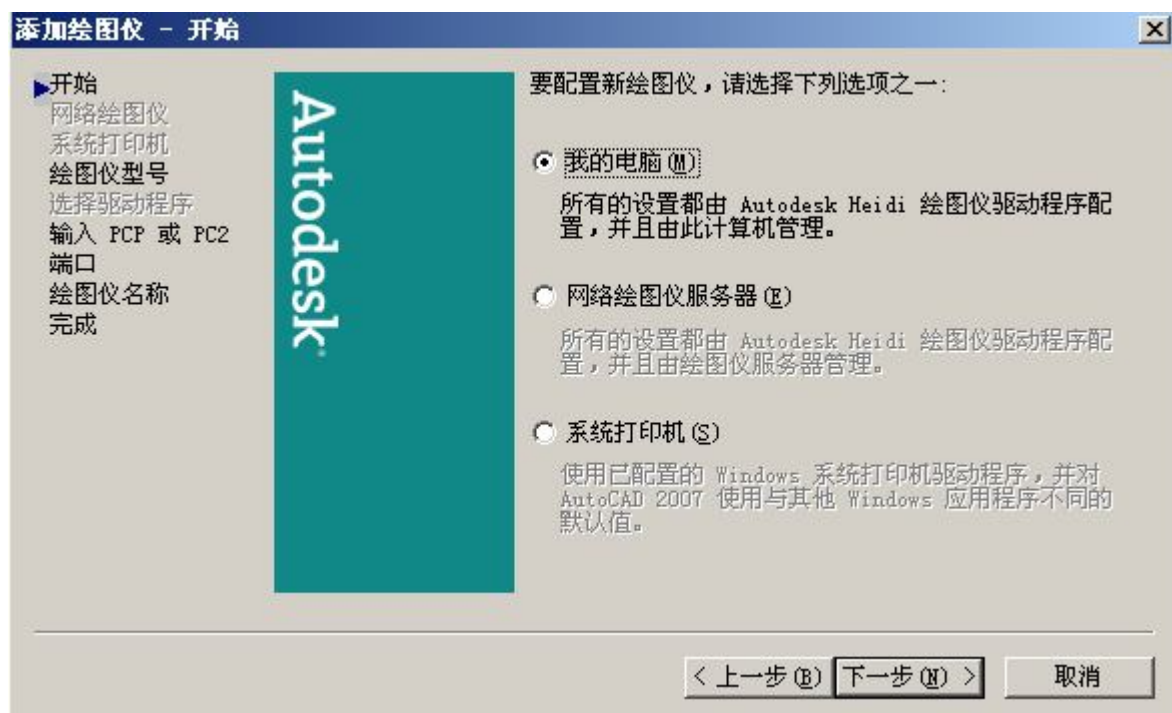 添加绘图仪 - 开始
开始
网络绘图仪
系统打印机
绘图仪型号
选择驱动程序
输入 PCP 或 PC2
端口
绘图仪名称
完成
Autodesk
要配置新绘图仪，请选择下列选项之一：
我的电脑(M)
所有的设置都由 Autodesk Heidi 绘图仪驱动程序配
置，并且由此计算机管理。
网络绘图仪服务器(E)
所有的设置都由 Autodesk Heidi 绘图仪驱动程序配
置，并且由绘图仪服务器管理。
系统打印机(S)
使用已配置的 Windows 系统打印机驱动程序，并对
AutoCAD 2007 使用与其他 Windows 应用程序不同的
默认值。
< 上一步(B)
下一步(N) >
取消